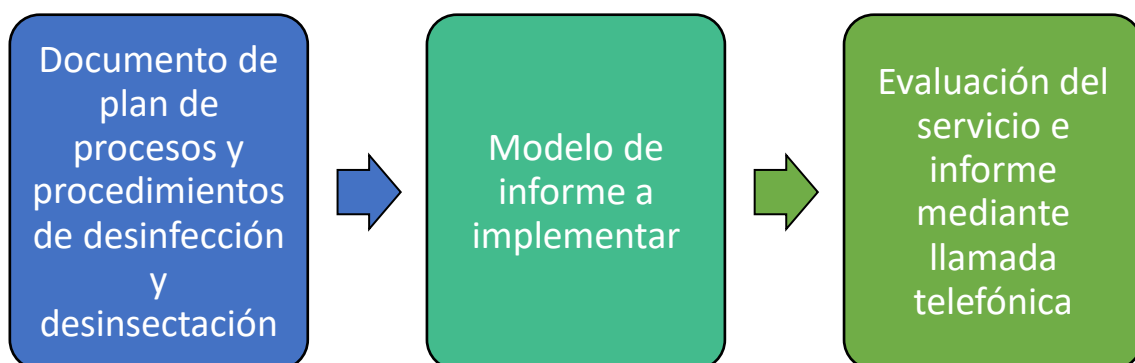 Documento de
plan de
procesos y
procedimientos
de desinfección
y
desinsectación
Modelo de
informe a
implementar
Evaluación del
servicio e
informe
mediante
llamada
telefónica